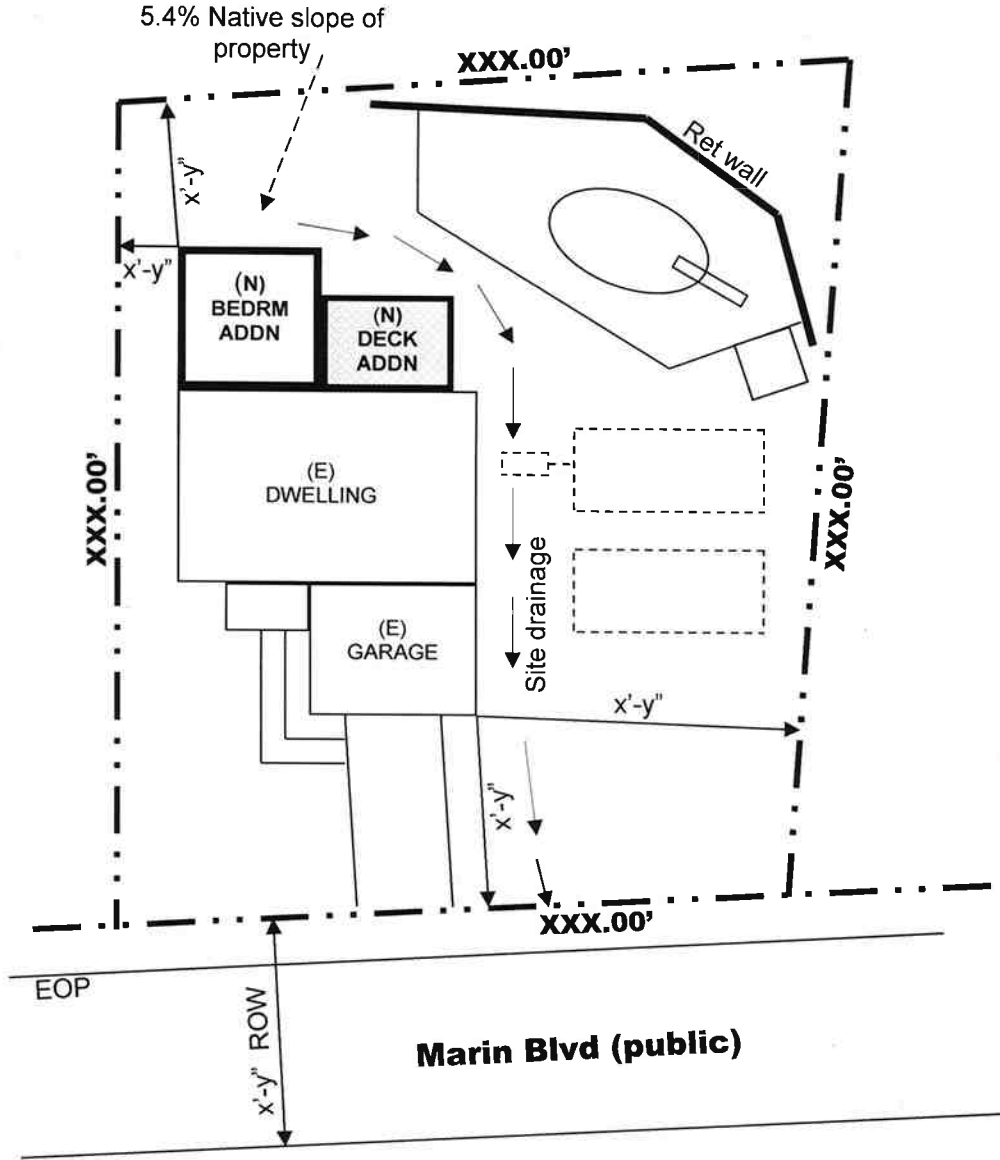 5.4% Native slope of
property
XXX.00'
Ret wall
x'-y"
x'-y"
(N)
BEDRM
ADDN
(N)
DECK
ADDN
XXX.00'
(E)
DWELLING
XXX.00'
(E)
GARAGE
Site drainage
x'-y"
x'-y"
XXX.00'
EOP
x'-y" ROW
Marin Blvd (public)